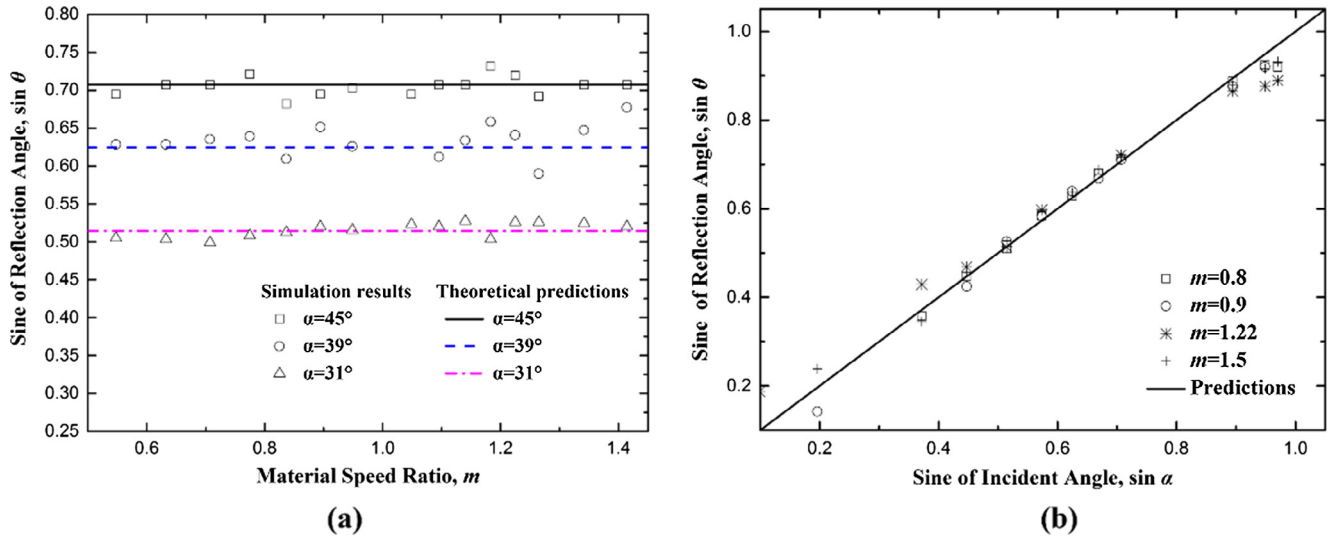 0.80
0.75
0.70
0.65
0.60
0.55
0.50
0.45
0.40
0.35
0.30
0.25
Sine of Reflection Angle, sin θ
0.6 0.8 1.0 1.2 1.4
Material Speed Ratio, m
Simulation results Theoretical predictions
α=45° α=45°
α=39° α=39°
α=31° α=31°
(a)
1.0
0.8
0.6
0.4
0.2
Sine of Reflection Angle, sin θ
0.2 0.4 0.6 0.8 1.0
Sine of Incident Angle, sin α
m=0.8
m=0.9
m=1.22
m=1.5
Predictions
(b)